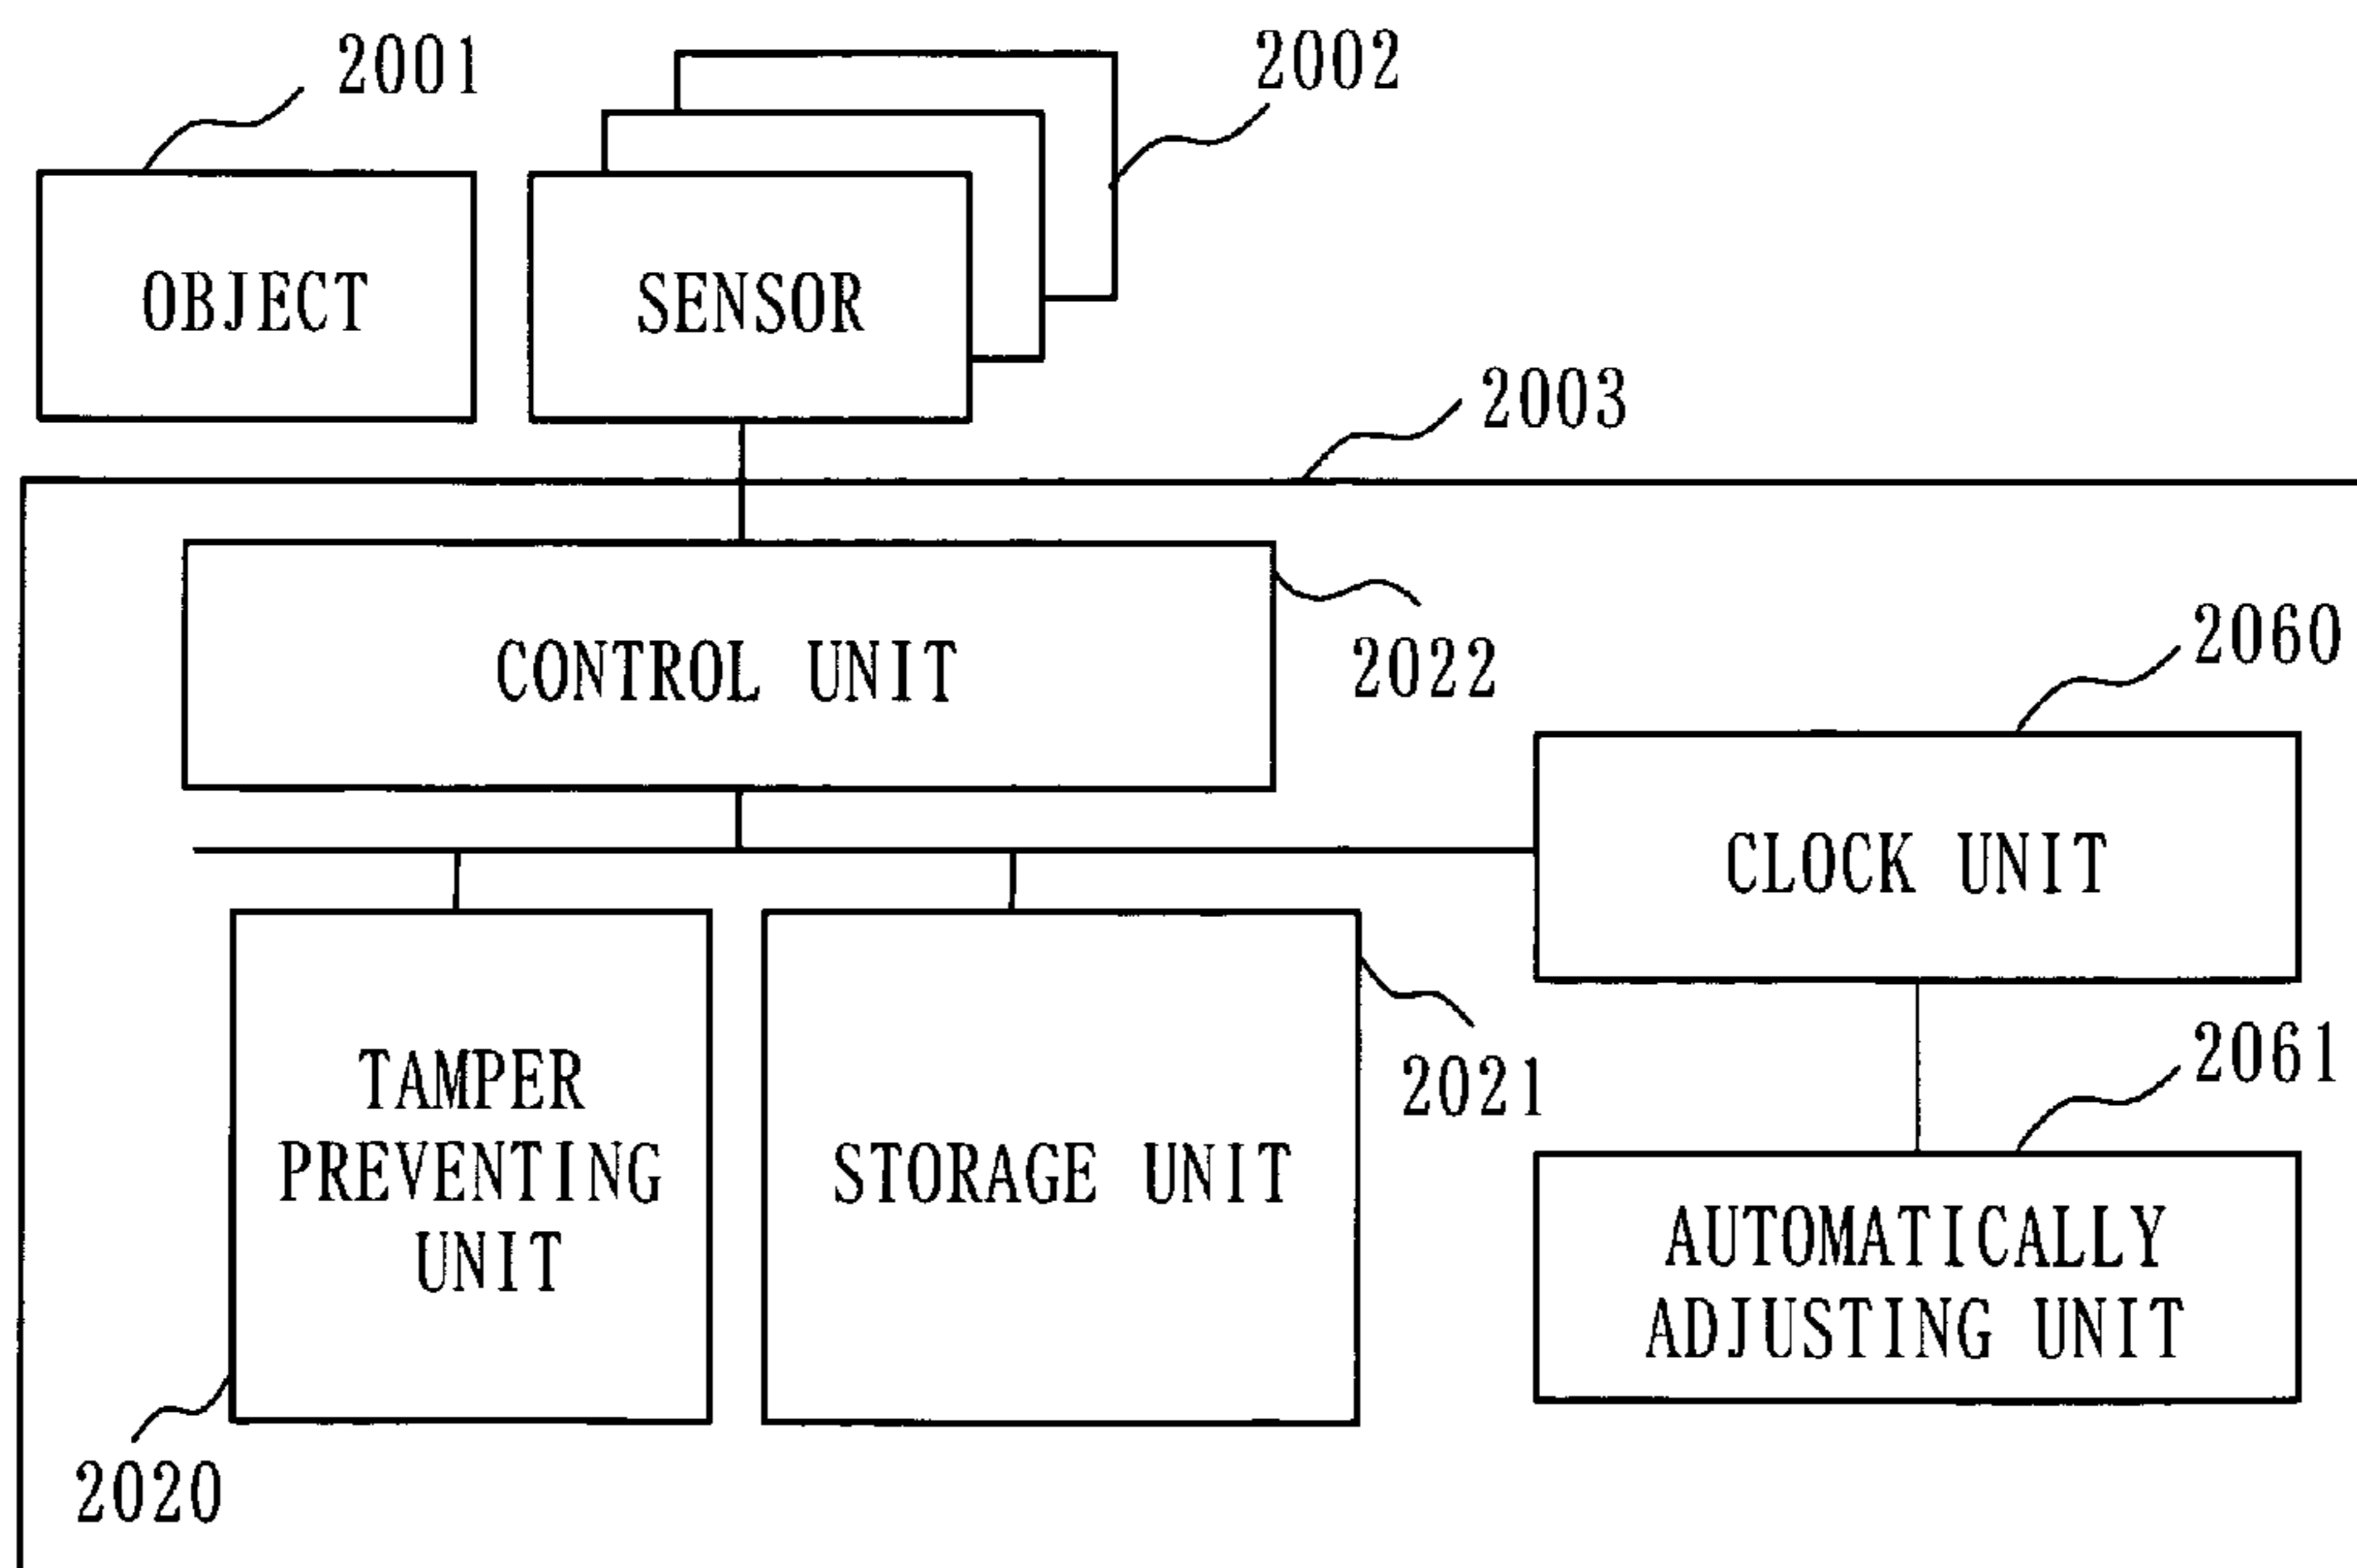 2001
2002
OBJECT
SENSOR
2003
CONTROL UNIT
2022
2060
CLOCK UNIT
TAMPER
PREVENTING
UNIT
STORAGE UNIT
2021
2061
AUTOMATICALLY
ADJUSTING UNIT
2020